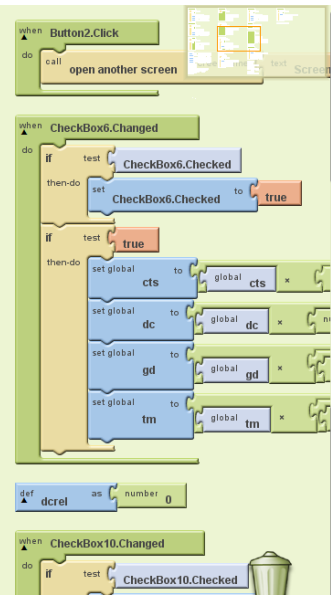 when Button2.Click
do call open another screen text Screen
when CheckBox6.Changed
do if test CheckBox6.Checked
then-do set CheckBox6.Checked to true
if test true
then-do set global cts to global cts ×
set global dc to global dc ×
set global gd to global gd ×
set global tm to global tm ×
def dcrel as number 0
when CheckBox10.Changed
do if test CheckBox10.Checked